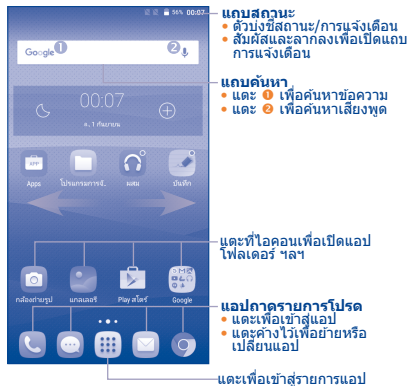 56% 00:07
Google 1 2
00:07
อ., 1 กันยายน
APP
Apps
โปรแกรมการจั..
ผสม
บันทึก
กล้องถ่ายรูป
แกลเลอรี
Play สโตร์
Google
แถบสถานะ
• ตัวบ่งชี้สถานะ/การแจ้งเตือน
• สัมผัสและลากลงเพื่อเปิดแถบ
การแจ้งเตือน
แถบค้นหา
• แตะ 1 เพื่อค้นหาข้อความ
• แตะ 2 เพื่อค้นหาเสียงพูด
แตะที่ไอคอนเพื่อเปิดแอป
โฟลเดอร์ ฯลฯ
แอปถาดรายการโปรด
• แตะเพื่อเข้าสู่แอป
• แตะค้างไว้เพื่อย้ายหรือ
เปลี่ยนแอป
แตะเพื่อเข้าสู่รายการแอป